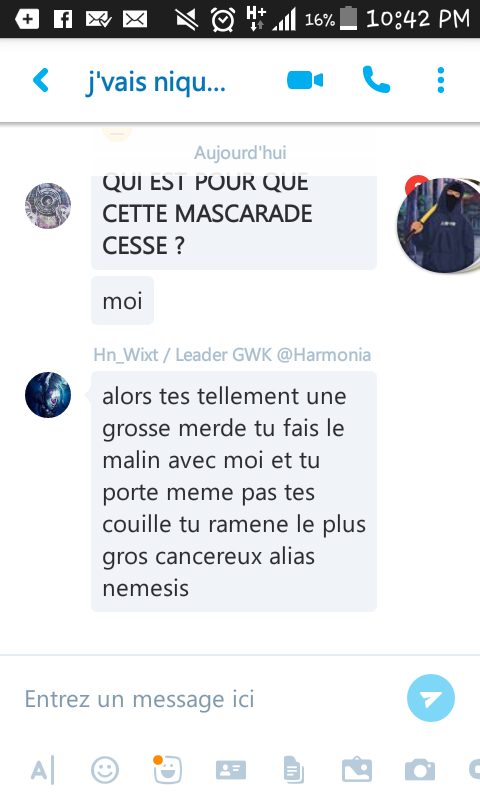 H+
16%
10:42 PM
j'vais niqu...
Aujourd'hui
QUI EST POUR QUE
CETTE MASCARADE
CESSE ?
moi
Hn_Wixt / Leader GWK @Harmonia
alors tes tellement une
grosse merde tu fais le
malin avec moi et tu
porte meme pas tes
couille tu ramene le plus
gros cancereux alias
nemesis
Entrez un message ici
A